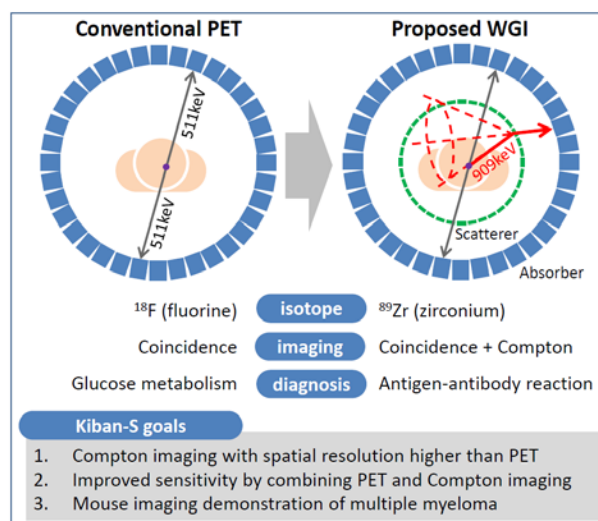 Conventional PET
Proposed WGI
511keV
511keV
909keV
Scatterer
Absorber
¹⁸F (fluorine) isotope ⁸⁹Zr (zirconium)
Coincidence imaging Coincidence + Compton
Glucose metabolism diagnosis Antigen-antibody reaction
Kiban-S goals
1. Compton imaging with spatial resolution higher than PET
2. Improved sensitivity by combining PET and Compton imaging
3. Mouse imaging demonstration of multiple myeloma